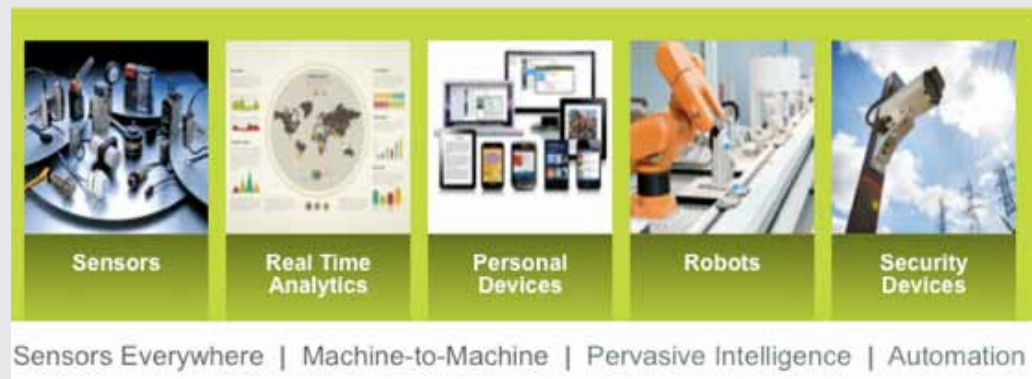 Sensors
Real Time
Analytics
Personal
Devices
Robots
Security
Devices
Sensors Everywhere | Machine-to-Machine | Pervasive Intelligence | Automation